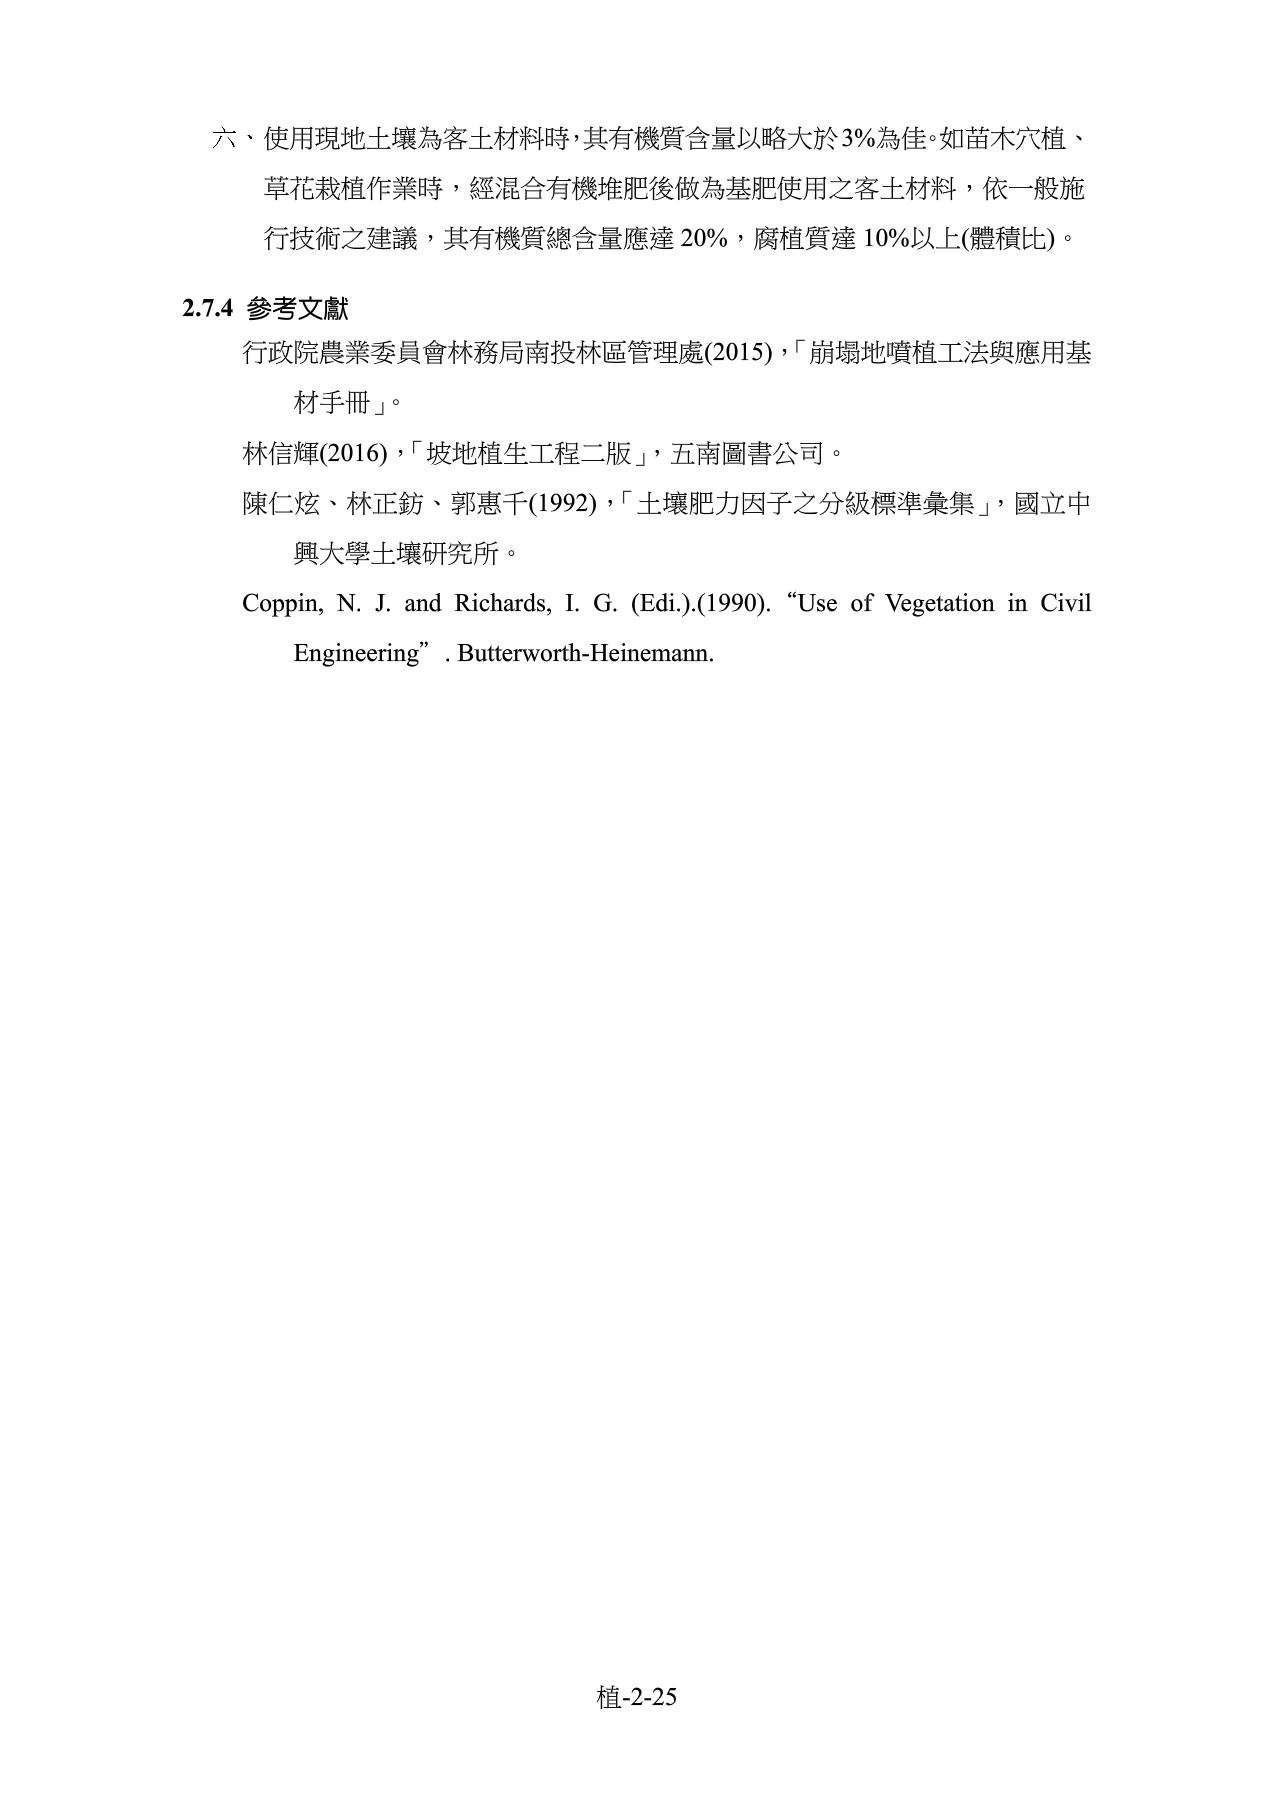 六、使用現地土壤為客土材料時，其有機質含量以略大於3%為佳。如苗木穴植、
草花栽植作業時，經混合有機堆肥後做為基肥使用之客土材料，依一般施
行技術之建議，其有機質總含量應達 20%，腐植質達 10%以上(體積比)。
2.7.4 參考文獻
行政院農業委員會林務局南投林區管理處(2015)，「崩塌地噴植工法與應用基
材手冊」。
林信輝(2016)，「坡地植生工程二版」，五南圖書公司。
陳仁炫、林正鈁、郭惠千(1992)，「土壤肥力因子之分級標準彙集」，國立中
興大學土壤研究所。
Coppin, N. J. and Richards, I. G. (Edi.).(1990). “Use of Vegetation in Civil
Engineering” . Butterworth-Heinemann.
植-2-25